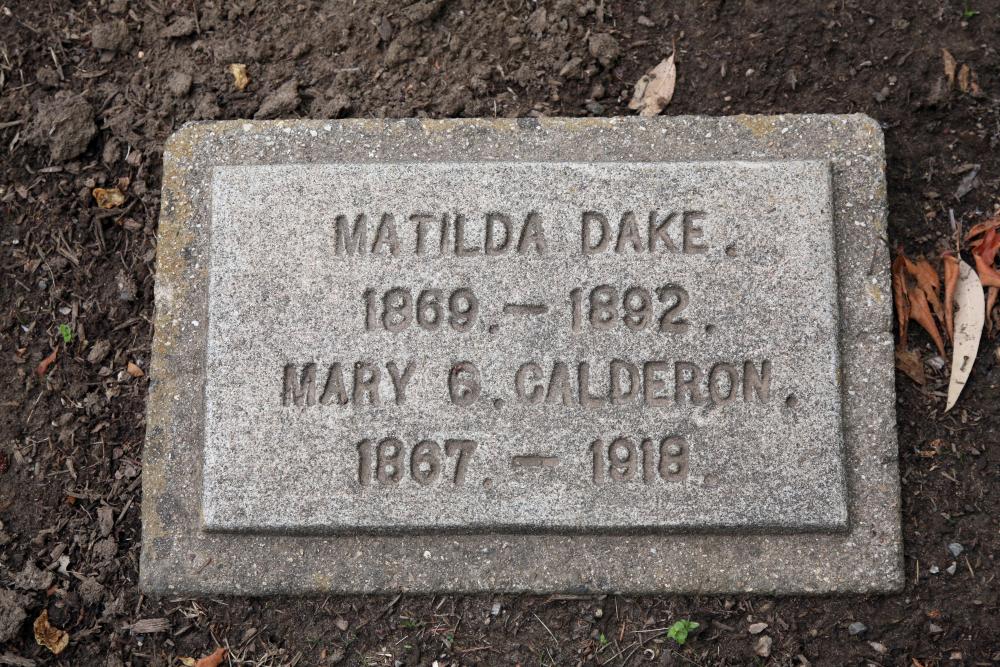 MATILDA DAKE.
1869.—1892.
MARY G. CALDERON.
1867.—1918.